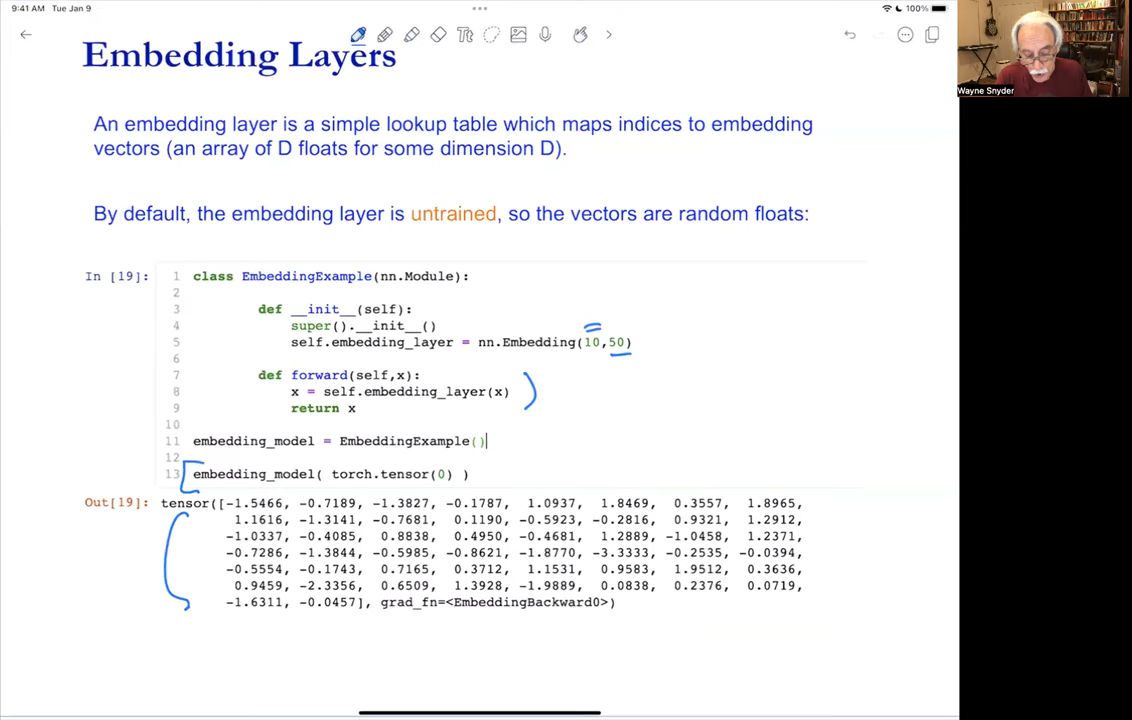 9:41 AM Tue Jan 9
100%
Embedding Layers
Wayne Snyder
An embedding layer is a simple lookup table which maps indices to embedding
vectors (an array of D floats for some dimension D).
By default, the embedding layer is untrained, so the vectors are random floats:
In [19]:
1 class EmbeddingExample(nn.Module):
2
3 def __init__(self):
4 super().__init__()
5 self.embedding_layer = nn.Embedding(10,50)
6
7 def forward(self,x):
8 x = self.embedding_layer(x)
9 return x
10
11 embedding_model = EmbeddingExample()
12
13 embedding_model( torch.tensor(0) )
Out[19]: tensor([-1.5466, -0.7189, -1.3827, -0.1787, 1.0937, 1.8469, 0.3557, 1.8965,
1.1616, -1.3141, -0.7681, 0.1190, -0.5923, -0.2816, 0.9321, 1.2912,
-1.0337, -0.4085, 0.8838, 0.4950, -0.4681, 1.2889, -1.0458, 1.2371,
-0.7286, -1.3844, -0.5985, -0.8621, -1.8770, -3.3333, -0.2535, -0.0394,
-0.5554, -0.1743, 0.7165, 0.3712, 1.1531, 0.9583, 1.9512, 0.3636,
0.9459, -2.3356, 0.6509, 1.3928, -1.9889, 0.0838, 0.2376, 0.0719,
-1.6311, -0.0457], grad_fn=<EmbeddingBackward0>)